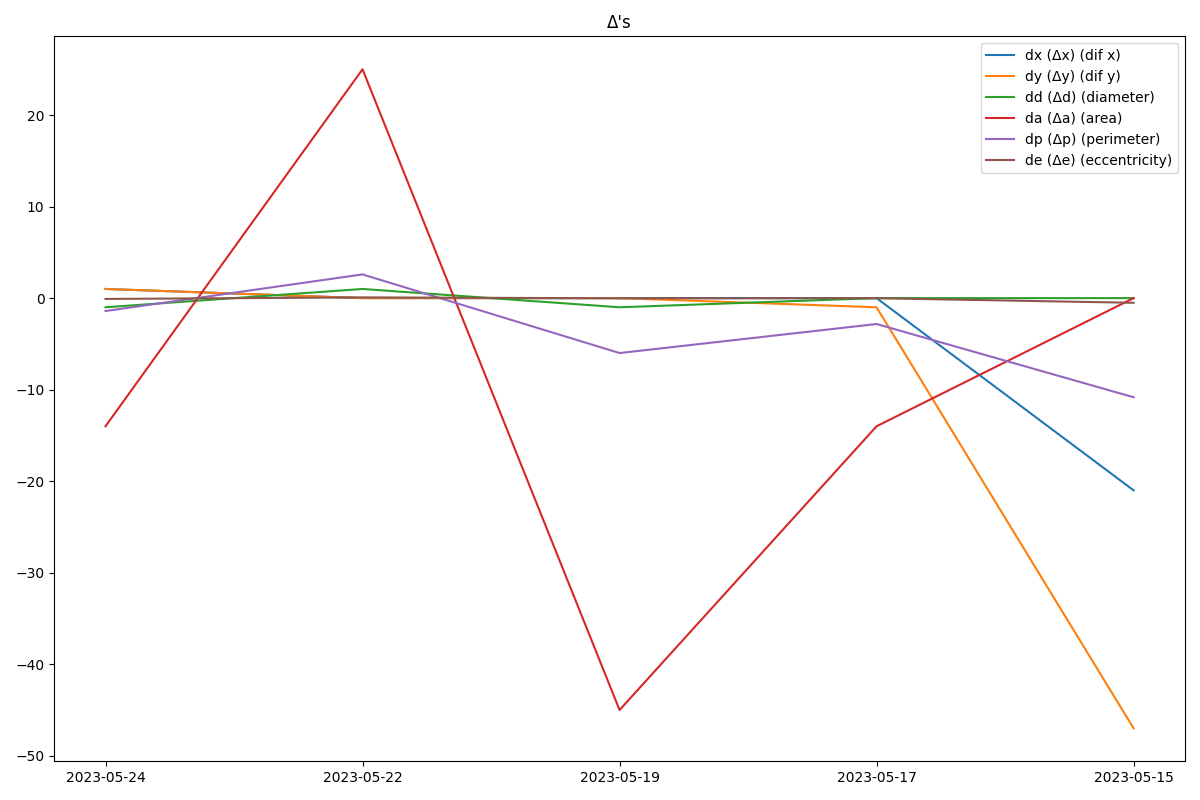 Δ's
dx (Δx) (dif x)
dy (Δy) (dif y)
dd (Δd) (diameter)
da (Δa) (area)
dp (Δp) (perimeter)
de (Δe) (eccentricity)
20
10
0
−10
−20
−30
−40
−50
2023-05-24 2023-05-22 2023-05-19 2023-05-17 2023-05-15